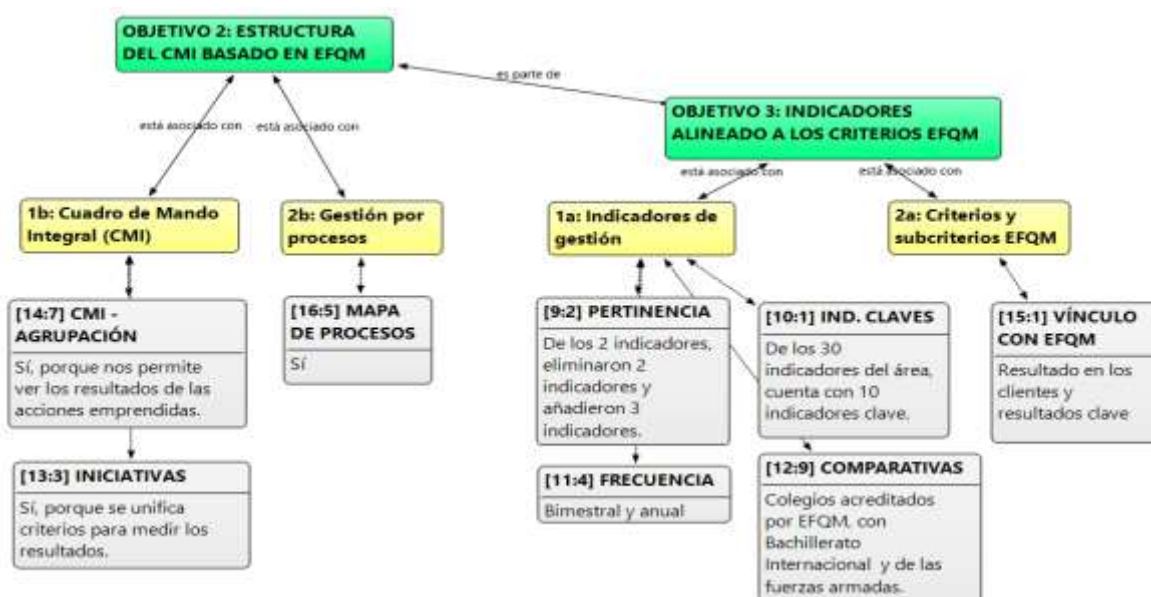 OBJETIVO 2: ESTRUCTURA
DEL CMI BASADO EN EFQM
es parte de
OBJETIVO 3: INDICADORES
ALINEADO A LOS CRITERIOS EFQM
está asociado con
está asociado con
está asociado con
está asociado con
1b: Cuadro de Mando
Integral (CMI)
2b: Gestión por
procesos
1a: Indicadores de
gestión
2a: Criterios y
subcriterios EFQM
[14:7] CMI -
AGRUPACIÓN
Sí, porque nos permite
ver los resultados de las
acciones emprendidas.
[16:5] MAPA
DE PROCESOS
Sí
[9:2] PERTINENCIA
De los 2 indicadores,
eliminaron 2
indicadores y
añadieron 3
indicadores.
[10:1] IND. CLAVES
De los 30
indicadores del área,
cuenta con 10
indicadores clave.
[15:1] VÍNCULO
CON EFQM
Resultado en los
clientes y
resultados clave
[13:3] INICIATIVAS
Sí, porque se unifica
criterios para medir los
resultados.
[11:4] FRECUENCIA
Bimestral y anual
[12:9] COMPARATIVAS
Colegios acreditados
por EFQM, con
Bachillerato
Internacional y de las
fuerzas armadas.